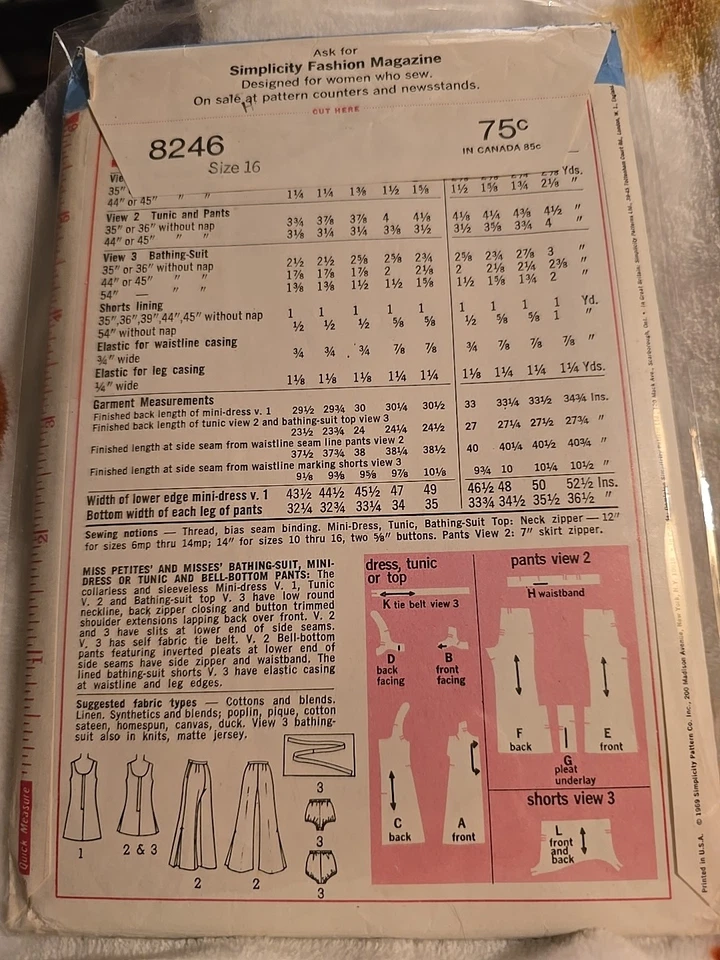 Ask for
Simplicity Fashion Magazine
Designed for women who sew.
On sale at pattern counters and newsstands.
CUT HERE
8246
Size 16
75¢
IN CANADA 85c
Yds.
35"
44" or 45" " " 1¼ 1¼ 1⅜ 1½ 1⅝ 1½ 1⅝ 1¾ 2⅛ "
View 2 Tunic and Pants
35" or 36" without nap 3¾ 3⅞ 3⅞ 4 4⅛ 4⅛ 4¼ 4⅜ 4½ "
44" or 45" " " 3⅛ 3¼ 3¼ 3⅜ 3½ 3½ 3⅝ 3¾ 4 "
View 3 Bathing-Suit
35" or 36" without nap 2½ 2½ 2⅝ 2⅝ 2¾ 2⅝ 2¾ 2⅞ 3 "
44" or 45" " " 1⅞ 1⅞ 1⅞ 2 2⅛ 2 2⅛ 2¼ 2⅜ "
54" — " 1⅜ 1⅜ 1½ 1½ 1⅝ 1½ 1⅝ 1¾ 2 "
Shorts lining
35",36",39",44",45" without nap 1 1 1 1 1 1 1 1 1 Yd.
54" without nap ½ ½ ½ ⅝ ⅝ ½ ⅝ ⅝ 1 "
Elastic for waistline casing
¾" wide ¾ ¾ ¾ ⅞ ⅞ ¾ ⅞ ⅞ ⅞ "
Elastic for leg casing
¼" wide 1⅛ 1⅛ 1⅛ 1¼ 1¼ 1⅛ 1¼ 1¼ 1¼ Yds.
Garment Measurements
Finished back length of mini-dress v. 1 29½ 29¾ 30 30¼ 30½ 33 33¼ 33½ 34¾ Ins.
Finished back length of tunic view 2 and bathing-suit top view 3
23½ 23¾ 24 24¼ 24½ 27 27¼ 27½ 27¾ "
Finished length at side seam from waistline seam line pants view 2
37½ 37¾ 38 38¼ 38½ 40 40¼ 40½ 40¾ "
Finished length at side seam from waistline marking shorts view 3
9⅛ 9⅜ 9⅝ 9⅞ 10⅛ 9¾ 10 10¼ 10½ "
Width of lower edge mini-dress v. 1 43½ 44½ 45½ 47 49 46½ 48 50 52½ Ins.
Bottom width of each leg of pants 32¼ 32¾ 33¼ 34 35 33¾ 34½ 35½ 36½ "
Sewing notions — Thread, bias seam binding. Mini-Dress, Tunic, Bathing-Suit Top: Neck zipper — 12"
for sizes 6mp thru 14mp; 14" for sizes 10 thru 16, two ⅝" buttons. Pants View 2: 7" skirt zipper.
MISS PETITES' AND MISSES' BATHING-SUIT, MINI-
DRESS OR TUNIC AND BELL-BOTTOM PANTS: The
collarless and sleeveless Mini-dress V. 1, Tunic
V. 2 and Bathing-suit top V. 3 have low round
neckline, back zipper closing and button trimmed
shoulder extensions lapping back over front. V. 2
and 3 have slits at lower end of side seams.
V. 3 has self fabric tie belt. V. 2 Bell-bottom
pants featuring inverted pleats at lower end of
side seams have side zipper and waistband. The
lined bathing-suit shorts V. 3 have elastic casing
at waistline and leg edges.
Suggested fabric types — Cottons and blends.
Linen. Synthetics and blends; poplin, pique, cotton
sateen, homespun, canvas, duck. View 3 bathing-
suit also in knits, matte jersey.
1
2 & 3
2
2
3
3
3
dress, tunic
or top
K tie belt view 3
D
back
facing
B
front
facing
C
back
A
front
pants view 2
H waistband
F
back
E
front
G
pleat
underlay
shorts view 3
L
front
and
back
Quick Measure
Printed in U.S.A. © 1969 Simplicity Pattern Co. Inc., 200 Madison Avenue, New York, N.Y.